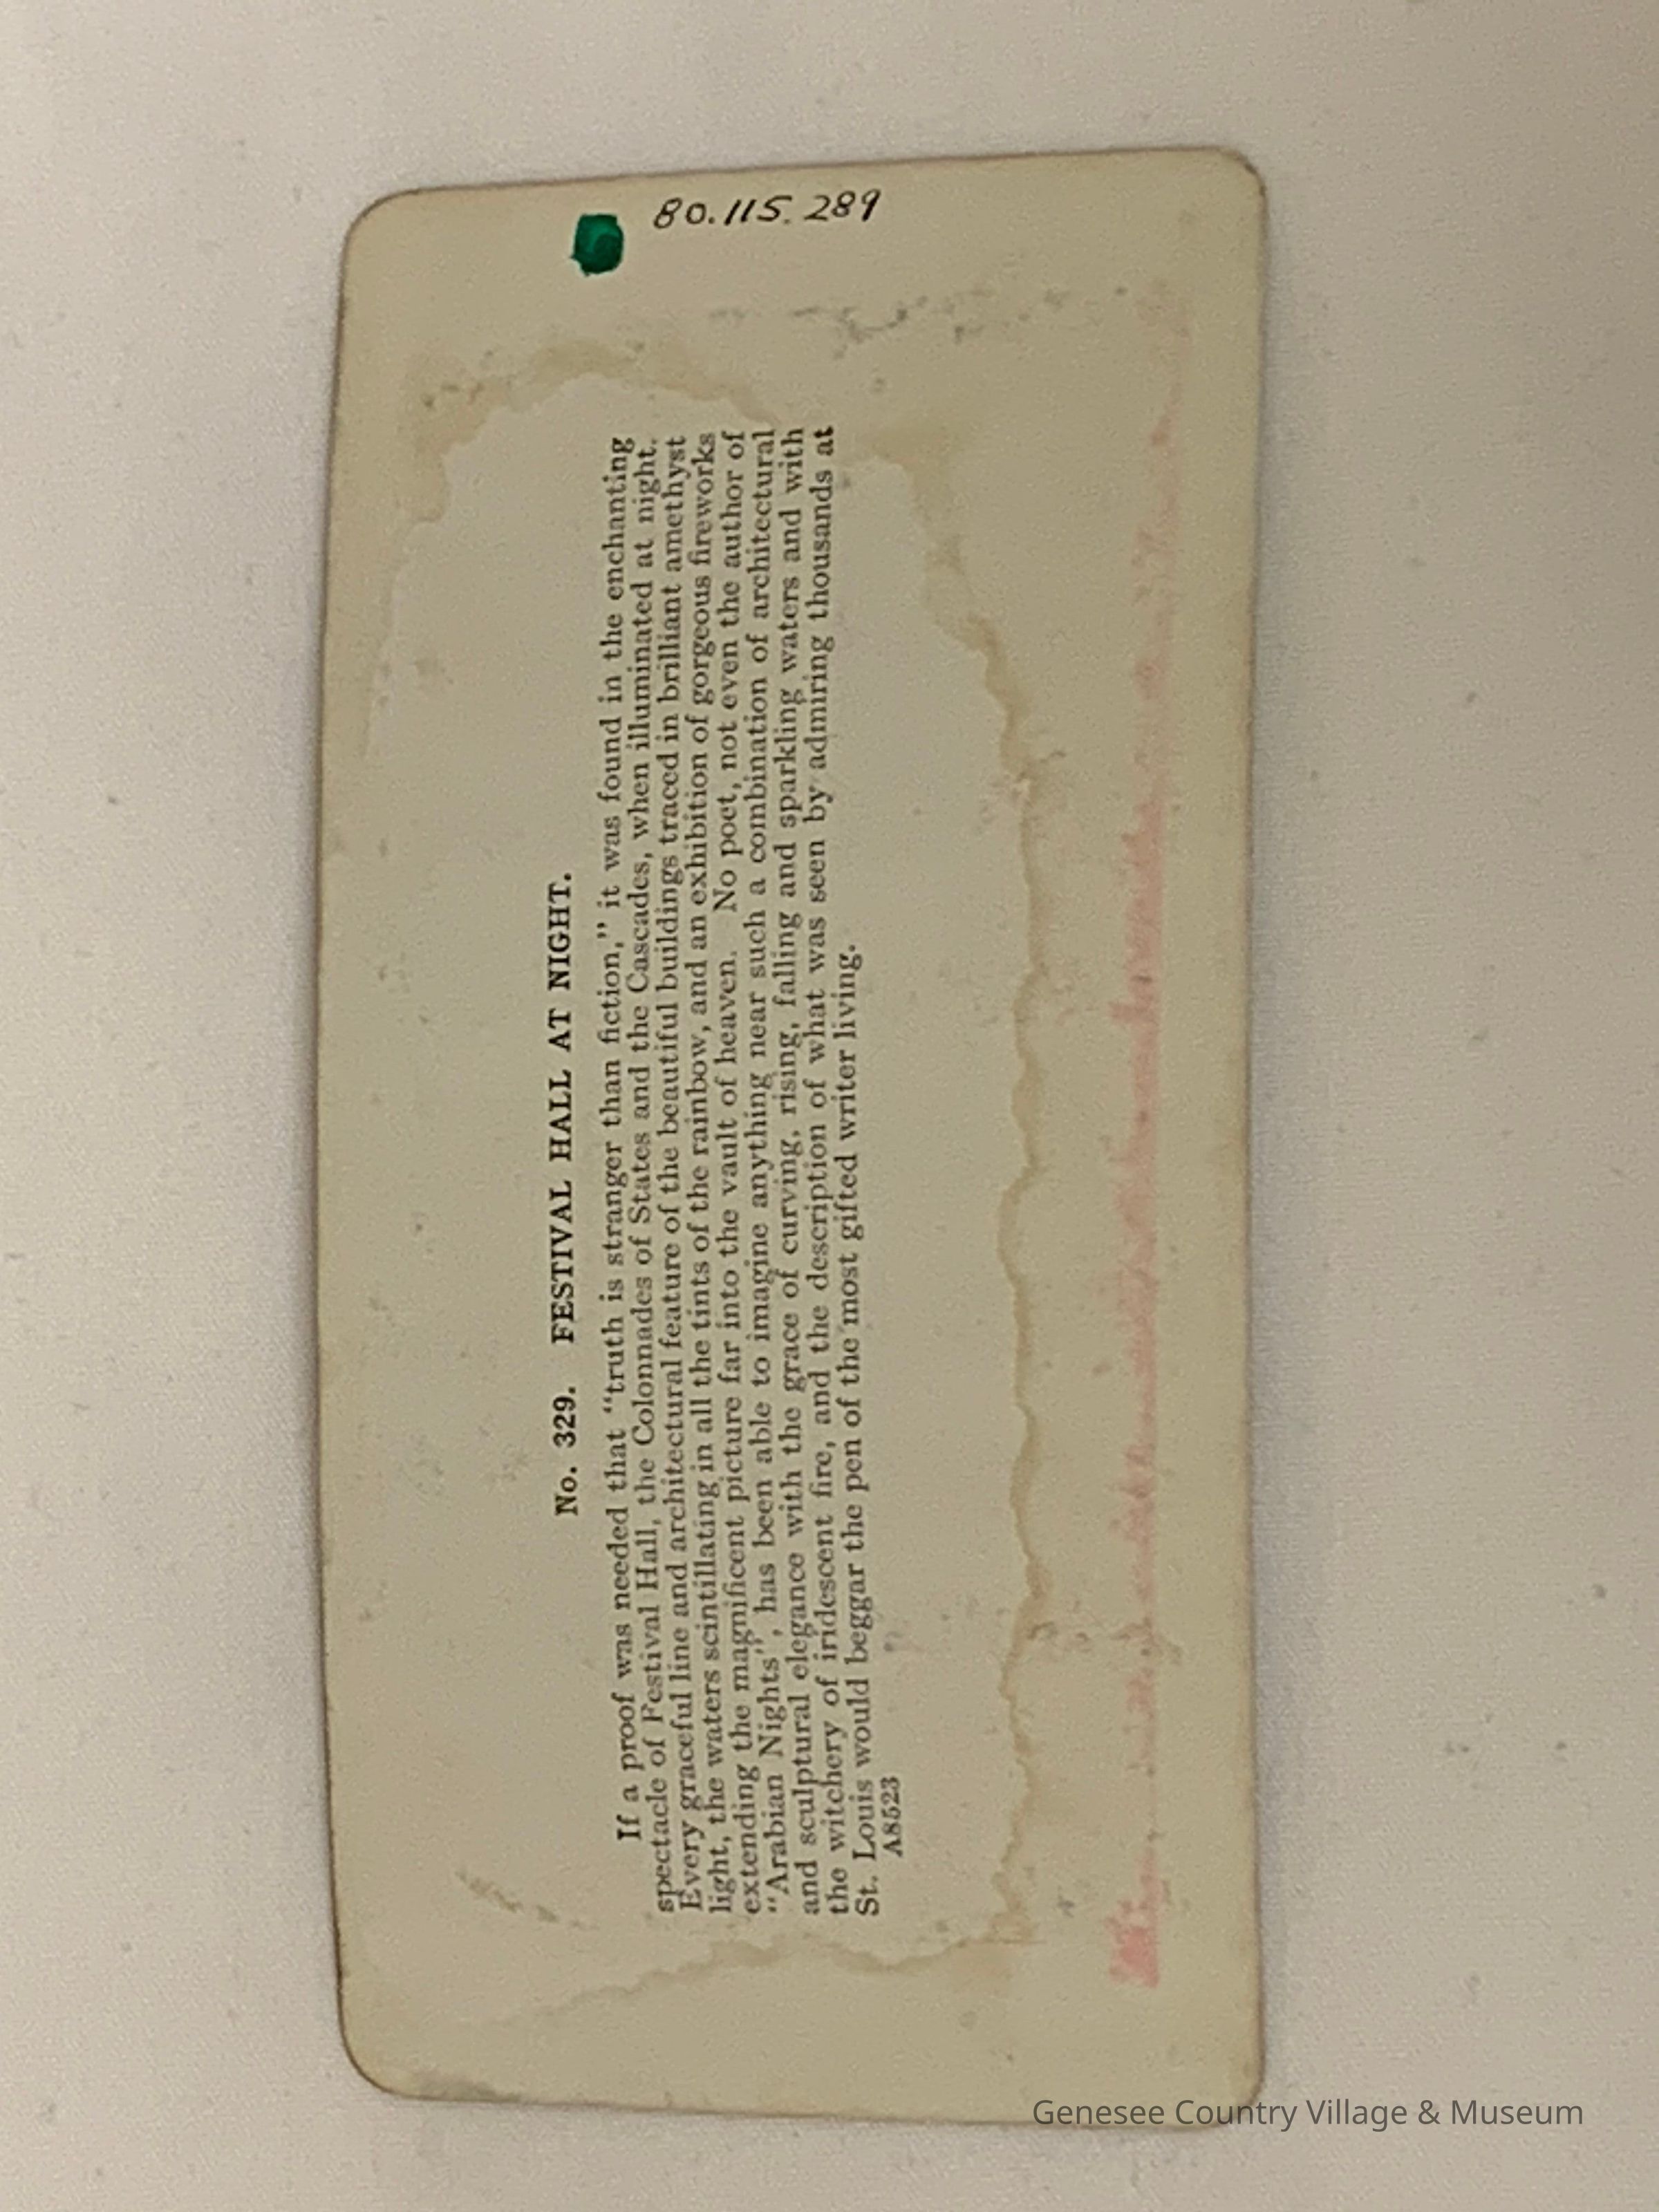 80.115.289
No. 329. FESTIVAL HALL AT NIGHT.
If a proof was needed that "truth is stranger than fiction," it was found in the enchanting
spectacle of Festival Hall, the Colonnades of States and the Cascades, when illuminated at night.
Every graceful line and architectural feature of the beautiful buildings traced in brilliant amethyst
light, the waters scintillating in all the tints of the rainbow, and an exhibition of gorgeous fireworks
extending the magnificent picture far into the vault of heaven. No poet, not even the author of
"Arabian Nights", has been able to imagine anything near such a combination of architectural
and sculptural elegance with the grace of curving, rising, falling and sparkling waters and with
the witchery of iridescent fire, and the description of what was seen by admiring thousands at
St. Louis would beggar the pen of the most gifted writer living.
A8523
Genesee Country Village & Museum